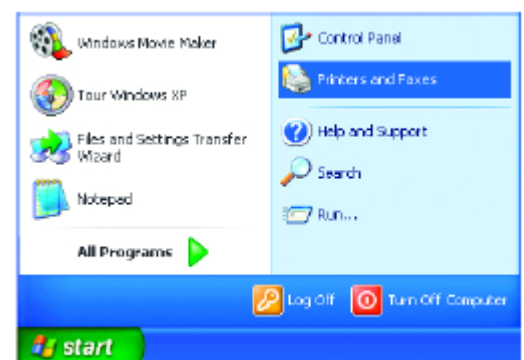 Windows Movie Maker
Tour Windows XP
Files and Settings Transfer
Wizard
Notepad
All Programs
Control Panel
Printers and Faxes
Help and Support
Search
Run...
Log Off
Turn Off Computer
start